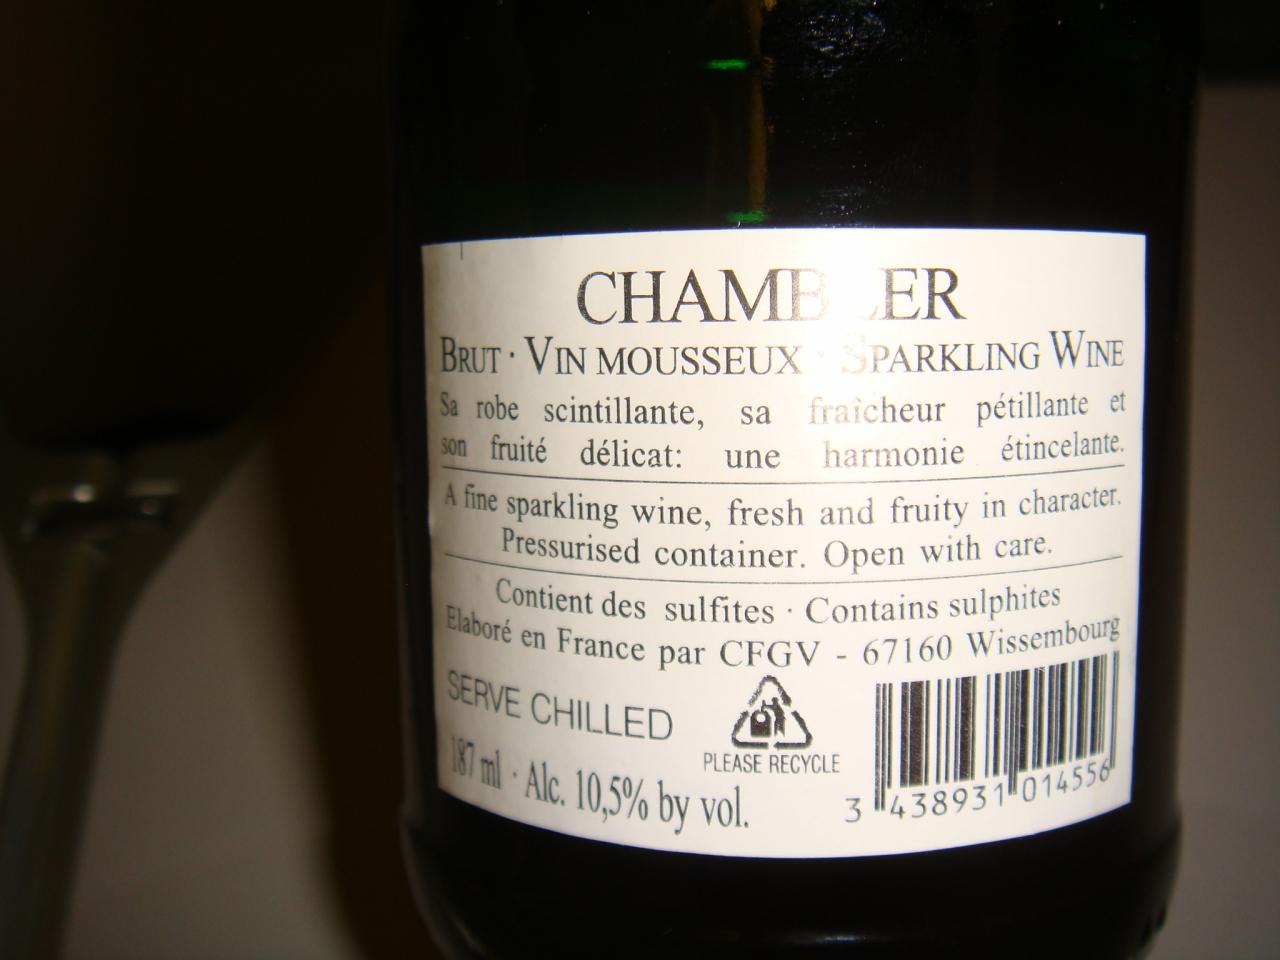 BRUT · VIN MOUSSEUX · SPARKLING WINE
Sa robe scintillante, sa fraîcheur pétillante et
son fruité délicat: une harmonie étincelante.
A fine sparkling wine, fresh and fruity in character.
Pressurised container. Open with care.
Contient des sulfites · Contains sulphites
Elaboré en France par CFGV - 67160 Wissembourg
SERVE CHILLED
PLEASE RECYCLE
187 ml · Alc. 10,5% by vol.
3 438931 014556